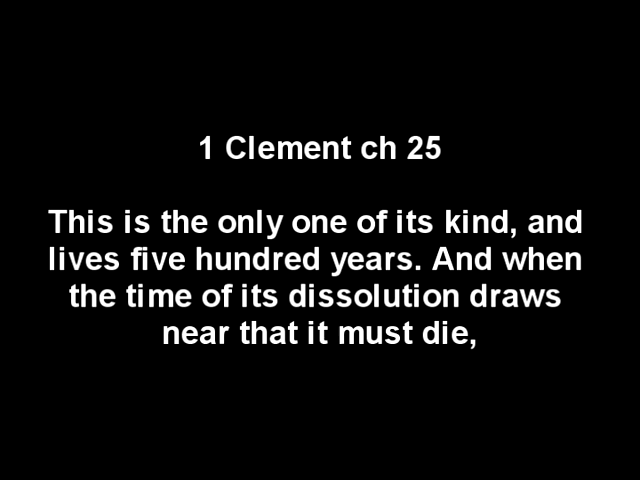 1 Clement ch 25
This is the only one of its kind, and
lives five hundred years. And when
the time of its dissolution draws
near that it must die,